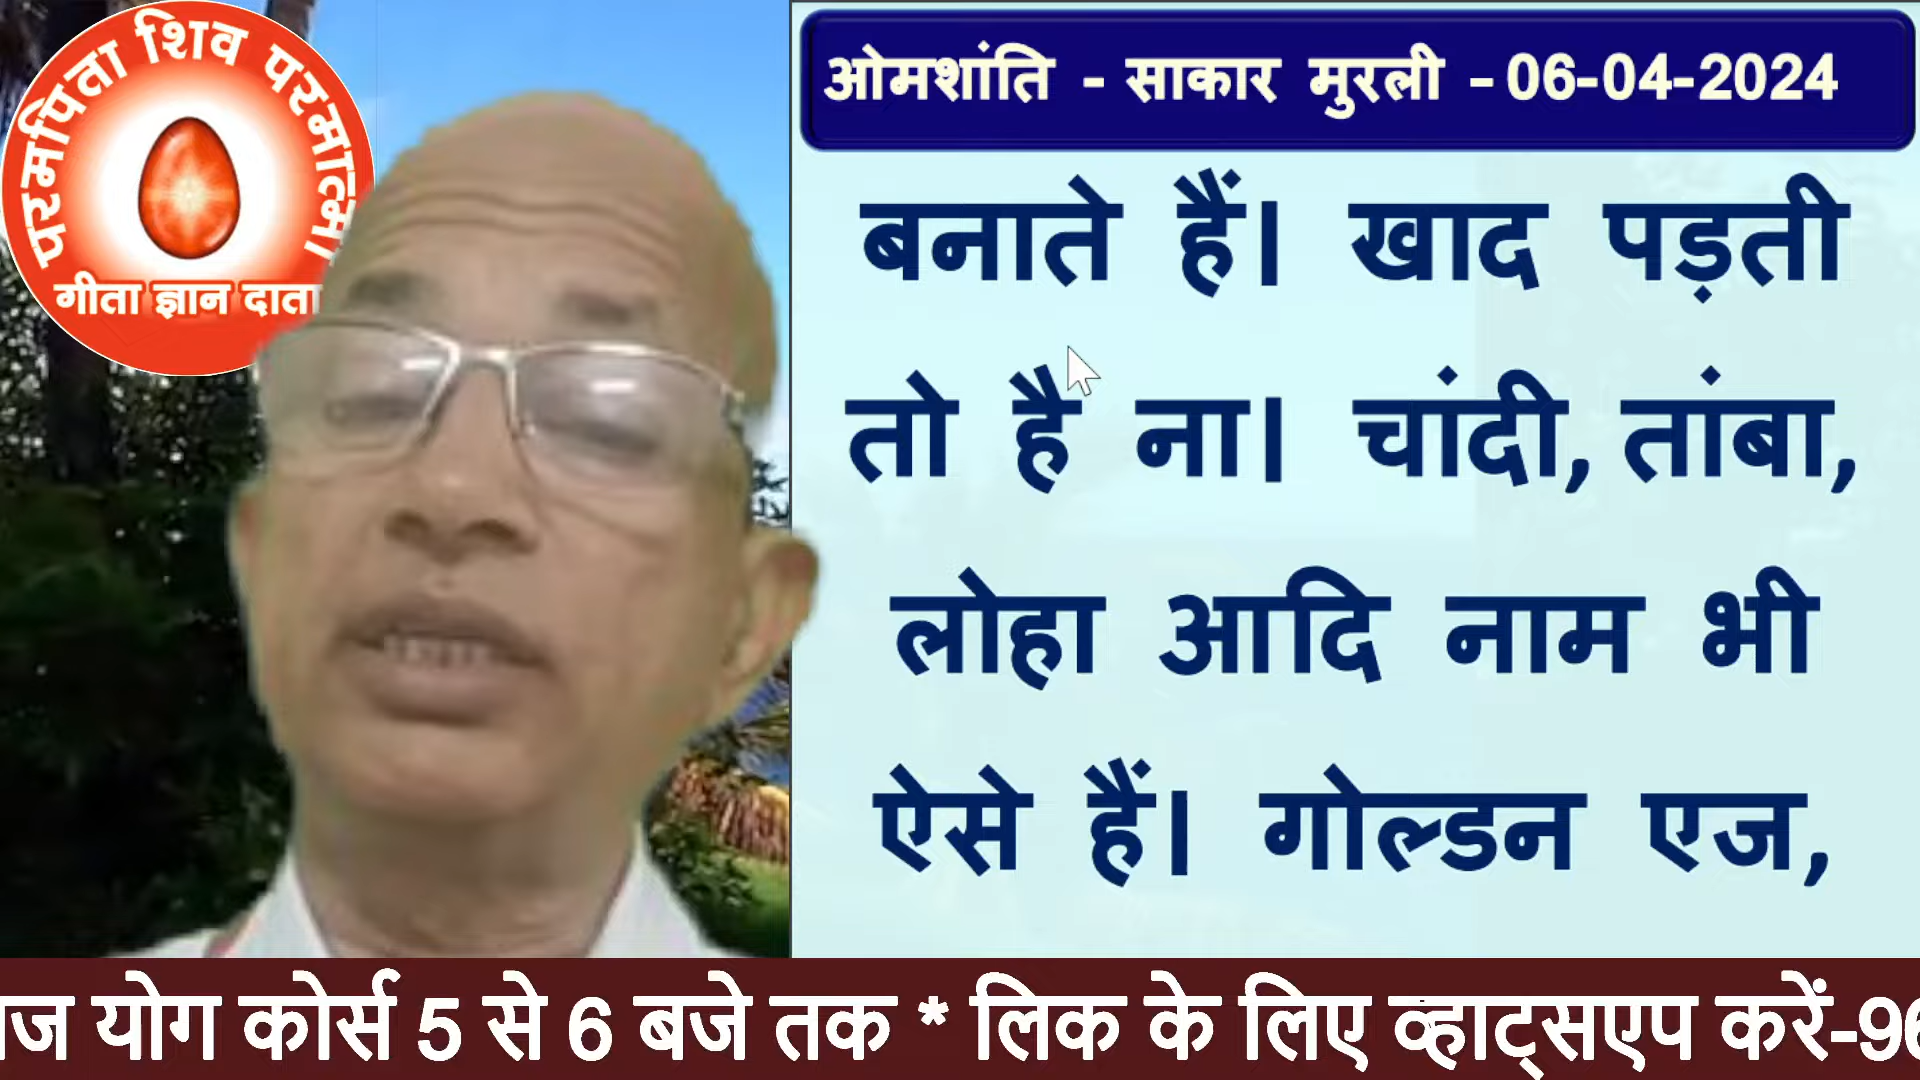 परमपिता शिव परमात्मा
गीता ज्ञान दाता
ओमशांति - साकार मुरली - 06-04-2024
बनाते हैं। खाद पड़ती
तो है ना। चांदी, तांबा,
लोहा आदि नाम भी
ऐसे हैं। गोल्डन एज,
योग कोर्स 5 से 6 बजे तक * लिक के लिए व्हाट्सएप करें-96